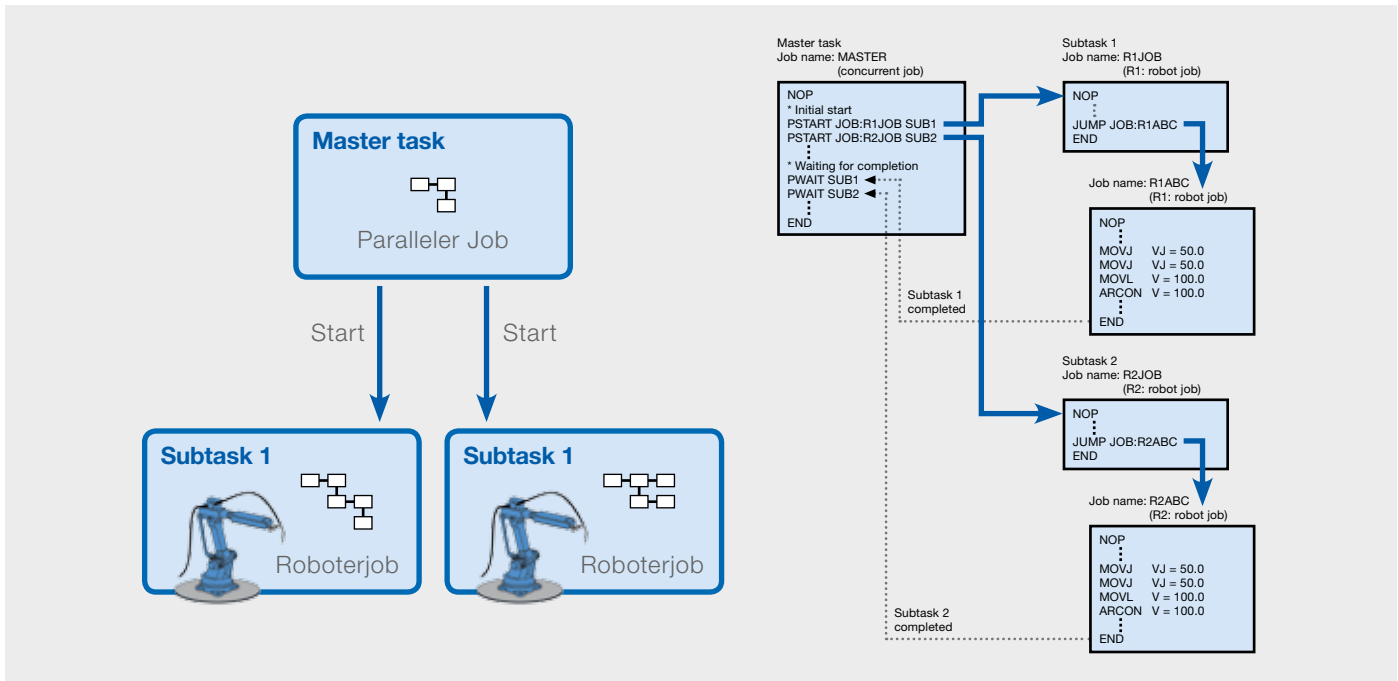 Master task
Paralleler Job
Start
Start
Subtask 1
Roboterjob
Subtask 1
Roboterjob
Master task
Job name: MASTER
(concurrent job)
NOP
* Initial start
PSTART JOB:R1JOB SUB1
PSTART JOB:R2JOB SUB2
* Waiting for completion
PWAIT SUB1
PWAIT SUB2
END
Subtask 1
Job name: R1JOB
(R1: robot job)
NOP
JUMP JOB:R1ABC
END
Job name: R1ABC
(R1: robot job)
NOP
MOVJ VJ = 50.0
MOVJ VJ = 50.0
MOVL V = 100.0
ARCON V = 100.0
END
Subtask 1
completed
Subtask 2
Job name: R2JOB
(R2: robot job)
NOP
JUMP JOB:R2ABC
END
Job name: R2ABC
(R2: robot job)
NOP
MOVJ VJ = 50.0
MOVJ VJ = 50.0
MOVL V = 100.0
ARCON V = 100.0
END
Subtask 2
completed